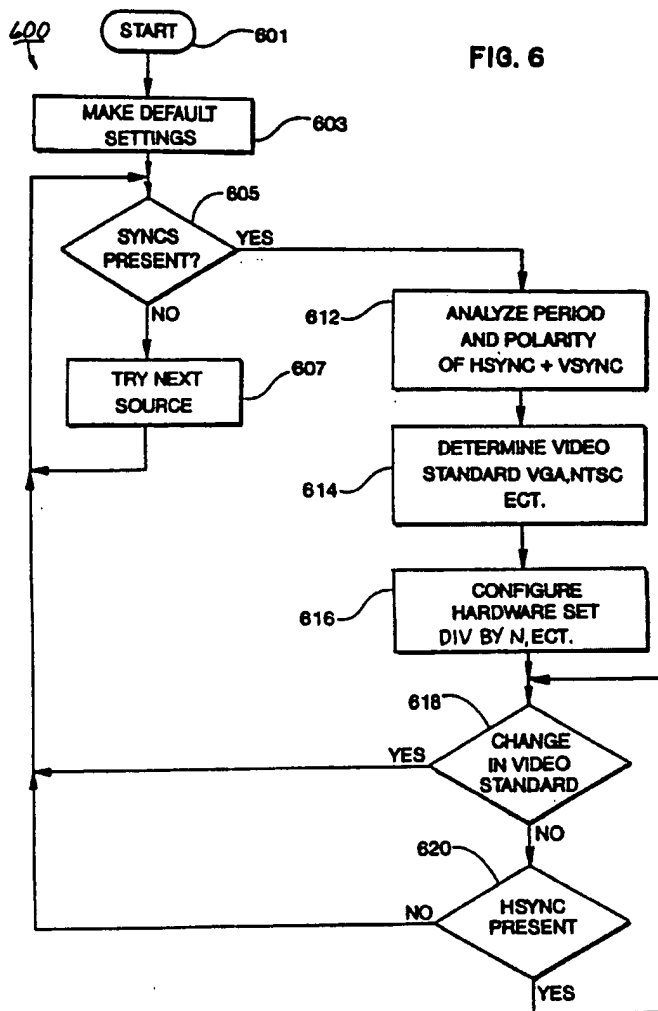 600
START
601
FIG. 6
MAKE DEFAULT
SETTINGS
603
605
SYNCS
PRESENT?
YES
NO
TRY NEXT
SOURCE
607
612
ANALYZE PERIOD
AND POLARITY
OF HSYNC + VSYNC
614
DETERMINE VIDEO
STANDARD VGA,NTSC
ECT.
616
CONFIGURE
HARDWARE SET
DIV BY N,ECT.
618
CHANGE
IN VIDEO
STANDARD
YES
NO
620
HSYNC
PRESENT
NO
YES